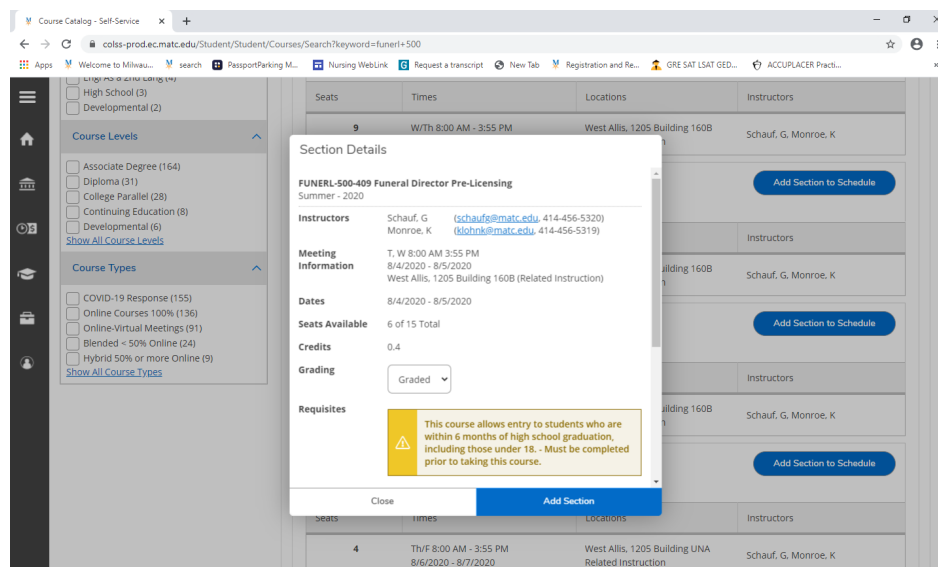 Course Catalog - Self-Service
colss-prod.ec.matc.edu/Student/Student/Courses/Search?keyword=funerl+500
Apps Welcome to Milwau... search PassportParking M... Nursing WebLink Request a transcript New Tab Registration and Re... GRE SAT LSAT GED... ACCUPLACER Practi...
Engl As a 2nd Lang (4)
High School (3)
Developmental (2)
Course Levels
Associate Degree (164)
Diploma (31)
College Parallel (28)
Continuing Education (8)
Developmental (6)
Show All Course Levels
Course Types
COVID-19 Response (155)
Online Courses 100% (136)
Online-Virtual Meetings (91)
Blended < 50% Online (24)
Hybrid 50% or more Online (9)
Show All Course Types
Seats Times Locations Instructors
9 W/Th 8:00 AM - 3:55 PM West Allis, 1205 Building 160B Schauf, G, Monroe, K
Section Details
FUNERL-500-409 Funeral Director Pre-Licensing
Summer - 2020
Instructors Schauf, G (schaufg@matc.edu, 414-456-5320)
Monroe, K (klohnk@matc.edu, 414-456-5319)
Meeting Information T, W 8:00 AM 3:55 PM
8/4/2020 - 8/5/2020
West Allis, 1205 Building 160B (Related Instruction)
Dates 8/4/2020 - 8/5/2020
Seats Available 6 of 15 Total
Credits 0.4
Grading Graded
Requisites This course allows entry to students who are
within 6 months of high school graduation,
including those under 18. - Must be completed
prior to taking this course.
Close Add Section
Add Section to Schedule
Instructors
160B Schauf, G, Monroe, K
Add Section to Schedule
Instructors
160B Schauf, G, Monroe, K
Add Section to Schedule
Seats Times Locations Instructors
4 Th/F 8:00 AM - 3:55 PM West Allis, 1205 Building UNA Schauf, G, Monroe, K
8/6/2020 - 8/7/2020 Related Instruction